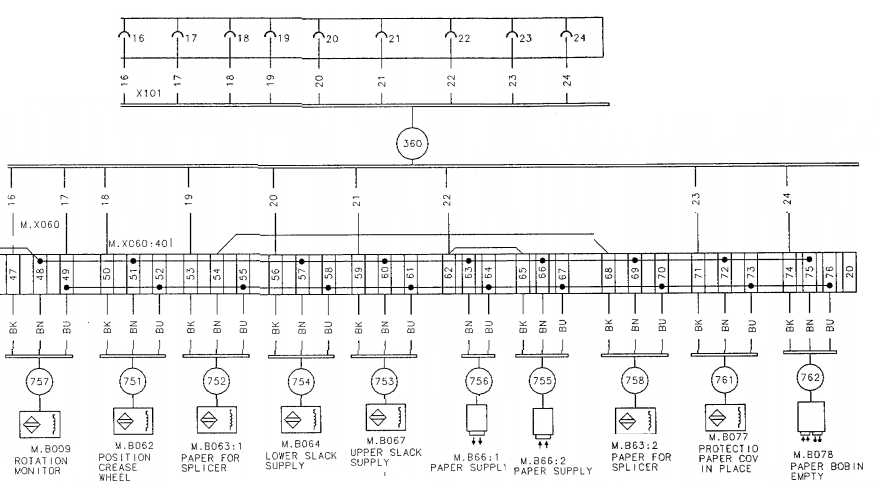 16 17 18 19 20 21 22 23 24
16 17 18 19 20 21 22 23 24
X101
360
16 17 18 19 20 21 22 23 24
M.X060
M.XC60:40
47 48 49 50 51 52 53 54 55 56 57 58 59 60 61 62 63 64 65 66 67 68 69 70 71 72 73 74 75 76 20
BK BN BU BK BN BU BK BN BU BK BN BU BK BN BU BK BN BU BK BN BU BK BN BU BK BN BU BK BN BU
757 751 752 754 753 756 755 758 761 762
M.B009
ROTATION
MONITOR
M.B062
POSITION
CREASE
WHEEL
M.B063:1
PAPER FOR
SPLICER
M.B064
LOWER SLACK
SUPPLY
M.B067
UPPER SLACK
SUPPLY
M.B66:1
PAPER SUPPLY
M.B66:2
PAPER SUPPLY
M.B63:2
PAPER FOR
SPLICER
M.B077
PROTECTIO
PAPER COV
IN PLACE
M.B078
PAPER BOBIN
EMPTY